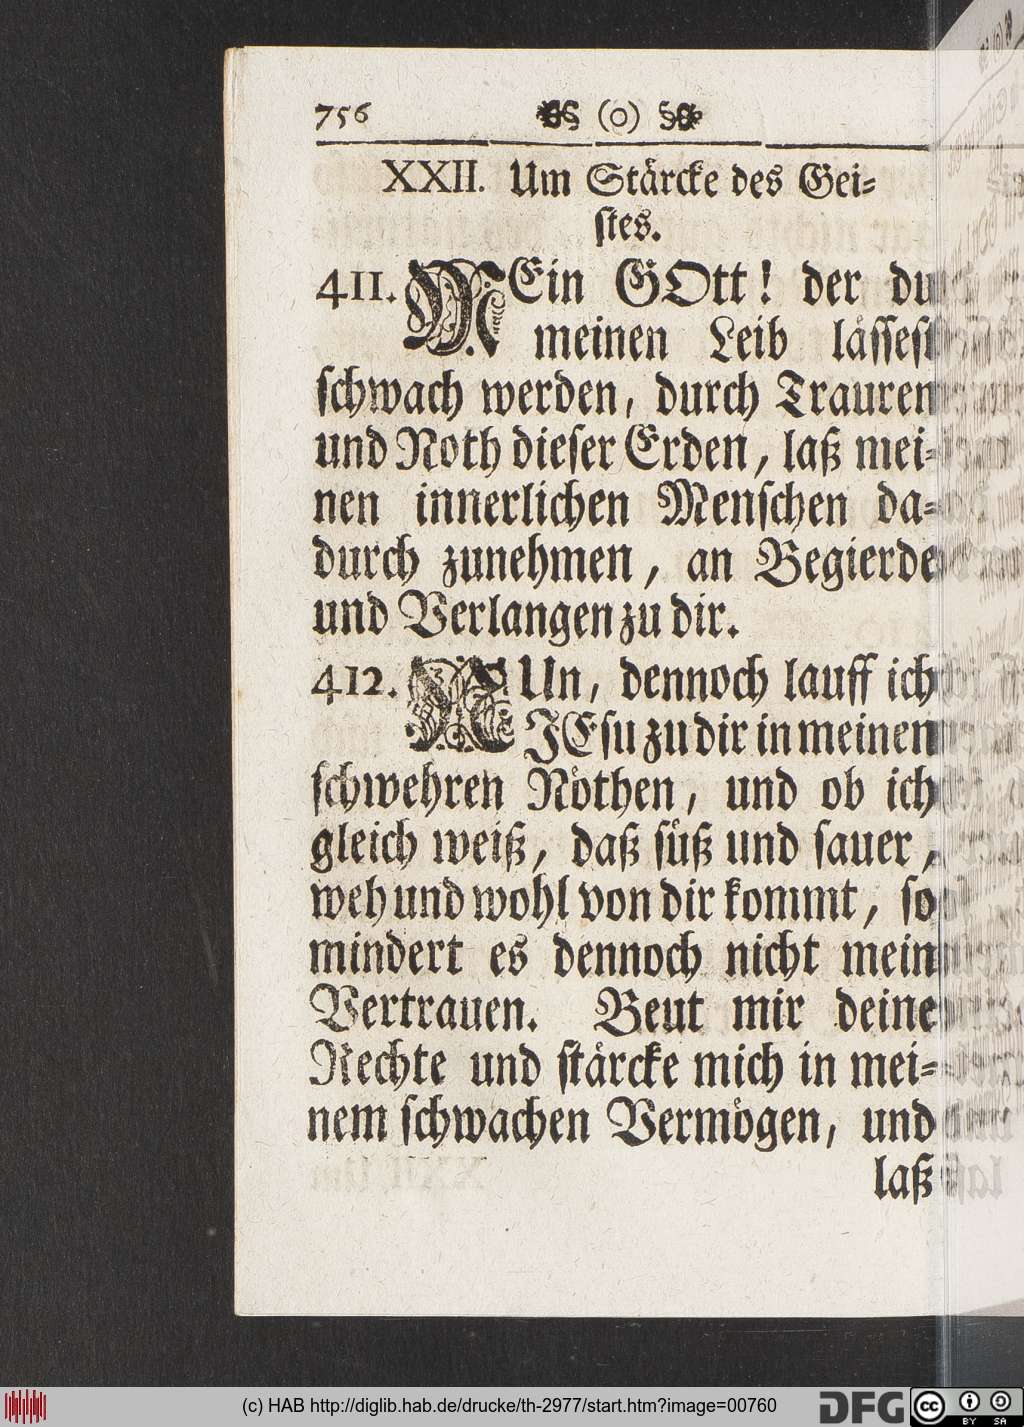 756 (o)
XXII. Um Stärcke des Gei=
stes.
411. MEin GOtt! der du
meinen Leib lässest
schwach werden, durch Trauren
und Noth dieser Erden, laß mei=
nen innerlichen Menschen da=
durch zunehmen, an Begierde
und Verlangen zu dir.
412. NUn, dennoch lauff ich
JEsu zu dir in meinen
schwehren Nöthen, und ob ich
gleich weiß, daß süß und sauer,
weh und wohl von dir kommt, so
mindert es dennoch nicht mein
Vertrauen. Beut mir deine
Rechte und stärcke mich in mei=
nem schwachen Vermögen, und
laß
(c) HAB http://diglib.hab.de/drucke/th-2977/start.htm?image=00760
DFG
cc BY SA